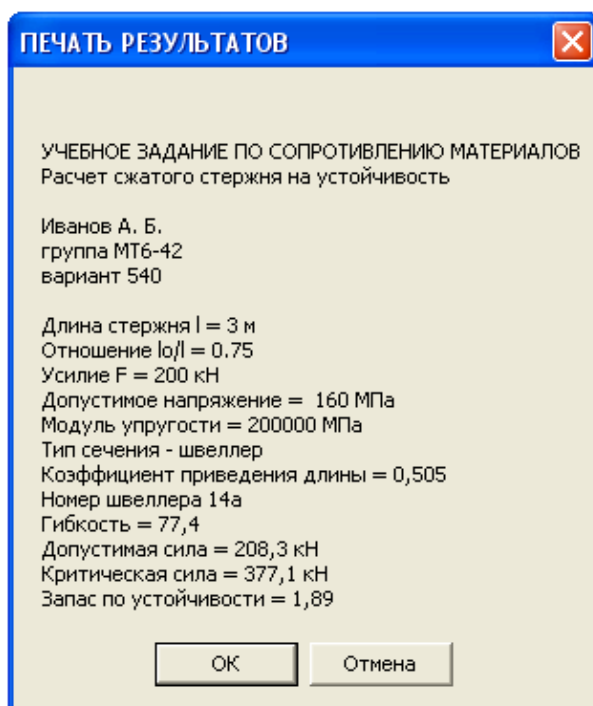 ПЕЧАТЬ РЕЗУЛЬТАТОВ
УЧЕБНОЕ ЗАДАНИЕ ПО СОПРОТИВЛЕНИЮ МАТЕРИАЛОВ
Расчет сжатого стержня на устойчивость
Иванов А. Б.
группа МТ6-42
вариант 540
Длина стержня l = 3 м
Отношение lo/l = 0.75
Усилие F = 200 кН
Допустимое напряжение =  160 МПа
Модуль упругости = 200000 МПа
Тип сечения - швеллер
Коэффициент приведения длины = 0,505
Номер швеллера 14а
Гибкость = 77,4
Допустимая сила = 208,3 кН
Критическая сила = 377,1 кН
Запас по устойчивости = 1,89
ОК Отмена